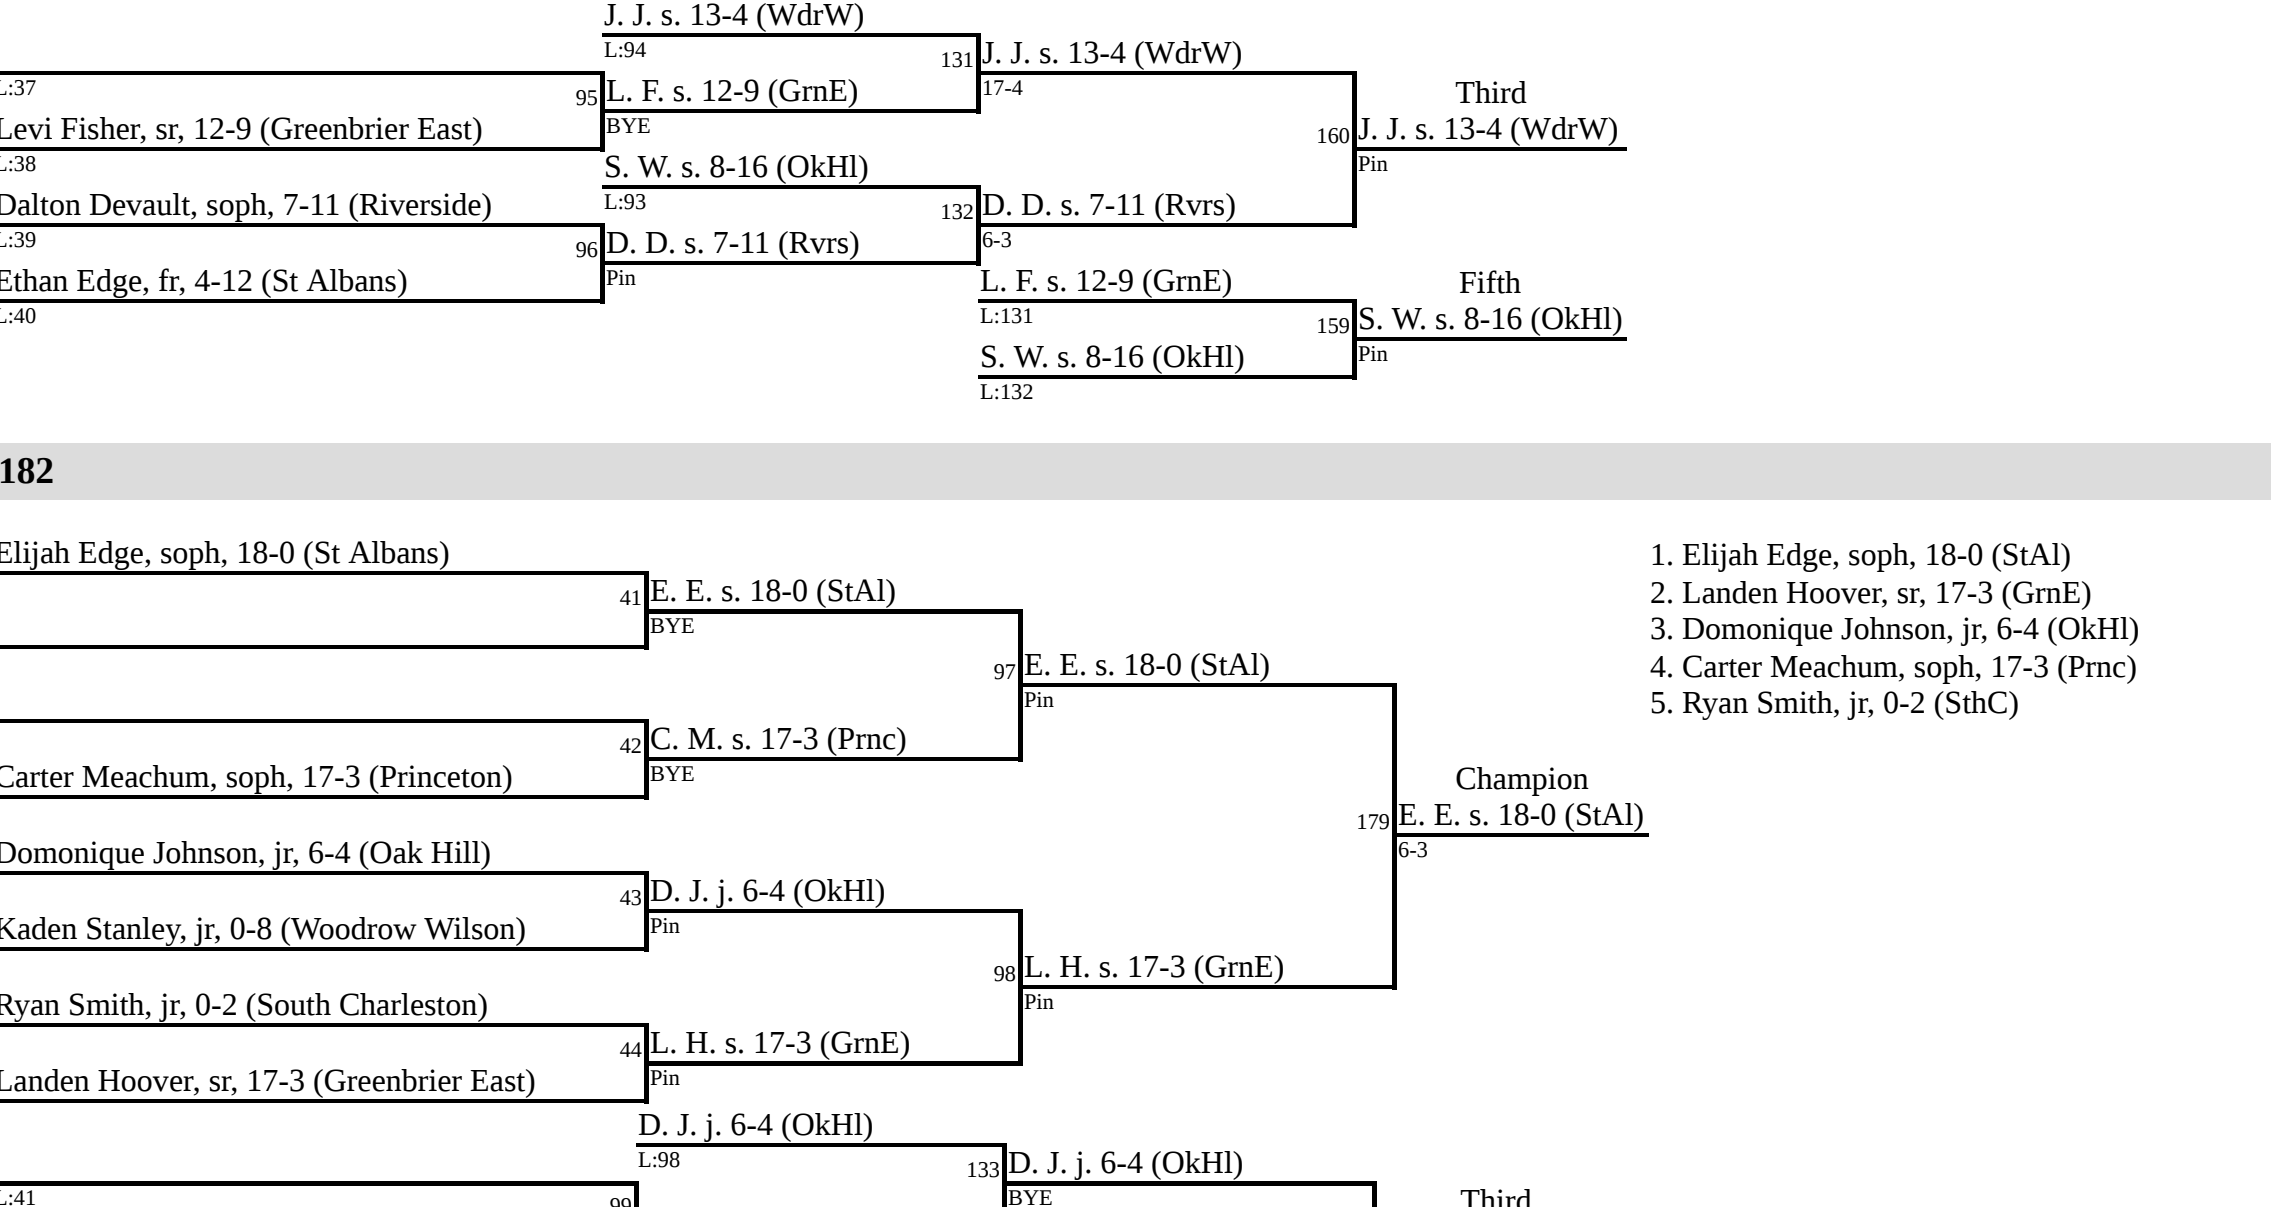 J. J. s. 13-4 (WdrW)
L:94
131
J. J. s. 13-4 (WdrW)
17-4
L:37
95
L. F. s. 12-9 (GrnE)
BYE
Third
Levi Fisher, sr, 12-9 (Greenbrier East)
L:38
160
J. J. s. 13-4 (WdrW)
Pin
S. W. s. 8-16 (OkHl)
L:93
132
D. D. s. 7-11 (Rvrs)
6-3
Dalton Devault, soph, 7-11 (Riverside)
L:39
96
D. D. s. 7-11 (Rvrs)
Pin
Ethan Edge, fr, 4-12 (St Albans)
L:40
L. F. s. 12-9 (GrnE)
L:131
Fifth
159
S. W. s. 8-16 (OkHl)
Pin
S. W. s. 8-16 (OkHl)
L:132
182
Elijah Edge, soph, 18-0 (St Albans)
1. Elijah Edge, soph, 18-0 (StAl)
2. Landen Hoover, sr, 17-3 (GrnE)
3. Domonique Johnson, jr, 6-4 (OkHl)
4. Carter Meachum, soph, 17-3 (Prnc)
5. Ryan Smith, jr, 0-2 (SthC)
41
E. E. s. 18-0 (StAl)
BYE
97
E. E. s. 18-0 (StAl)
Pin
42
C. M. s. 17-3 (Prnc)
BYE
Carter Meachum, soph, 17-3 (Princeton)
Champion
179
E. E. s. 18-0 (StAl)
6-3
Domonique Johnson, jr, 6-4 (Oak Hill)
43
D. J. j. 6-4 (OkHl)
Pin
Kaden Stanley, jr, 0-8 (Woodrow Wilson)
98
L. H. s. 17-3 (GrnE)
Pin
Ryan Smith, jr, 0-2 (South Charleston)
44
L. H. s. 17-3 (GrnE)
Pin
Landen Hoover, sr, 17-3 (Greenbrier East)
D. J. j. 6-4 (OkHl)
L:98
133
D. J. j. 6-4 (OkHl)
BYE
L:41
99
Third